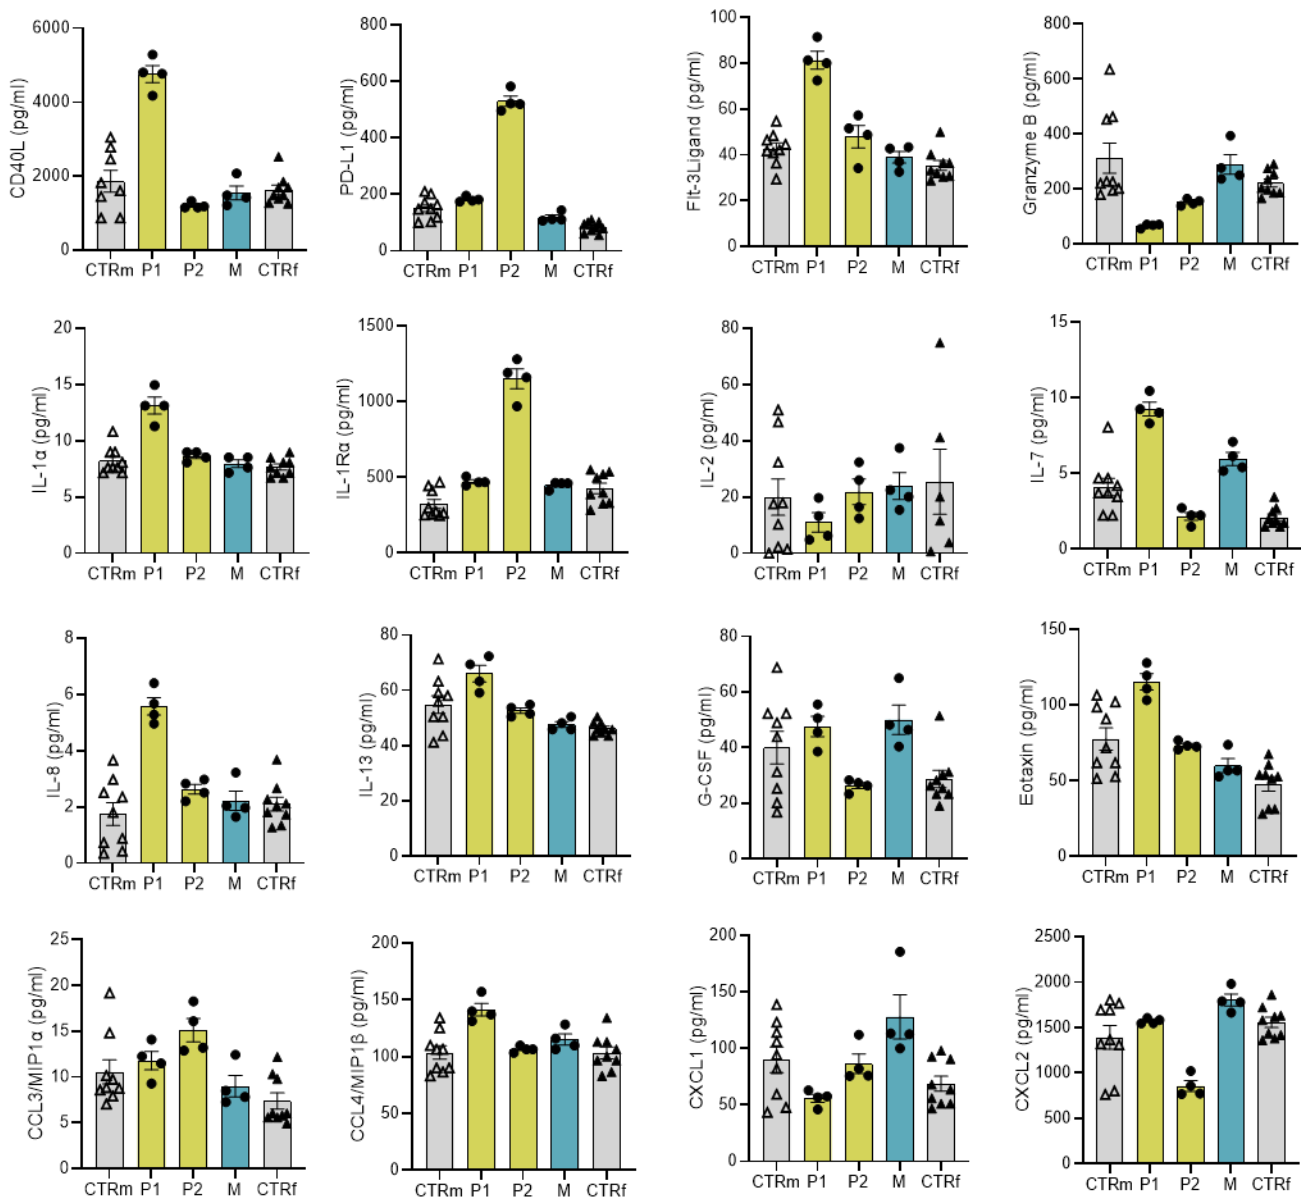 CD40L (pg/ml)
6000
4000
2000
0
CTRm P1 P2 M CTRf
PD-L1 (pg/ml)
800
600
400
200
0
CTRm P1 P2 M CTRf
Flt-3Ligand (pg/ml)
100
80
60
40
20
0
CTRm P1 P2 M CTRf
Granzyme B (pg/ml)
800
600
400
200
0
CTRm P1 P2 M CTRf
IL-1α (pg/ml)
20
15
10
5
0
CTRm P1 P2 M CTRf
IL-1Rα (pg/ml)
1500
1000
500
0
CTRm P1 P2 M CTRf
IL-2 (pg/ml)
80
60
40
20
0
CTRm P1 P2 M CTRf
IL-7 (pg/ml)
15
10
5
0
CTRm P1 P2 M CTRf
IL-8 (pg/ml)
8
6
4
2
0
CTRm P1 P2 M CTRf
IL-13 (pg/ml)
80
60
40
20
0
CTRm P1 P2 M CTRf
G-CSF (pg/ml)
80
60
40
20
0
CTRm P1 P2 M CTRf
Eotaxin (pg/ml)
150
100
50
0
CTRm P1 P2 M CTRf
CCL3/MIP1α (pg/ml)
25
20
15
10
5
0
CTRm P1 P2 M CTRf
CCL4/MIP1β (pg/ml)
200
150
100
50
0
CTRm P1 P2 M CTRf
CXCL1 (pg/ml)
200
150
100
50
0
CTRm P1 P2 M CTRf
CXCL2 (pg/ml)
2500
2000
1500
1000
500
0
CTRm P1 P2 M CTRf